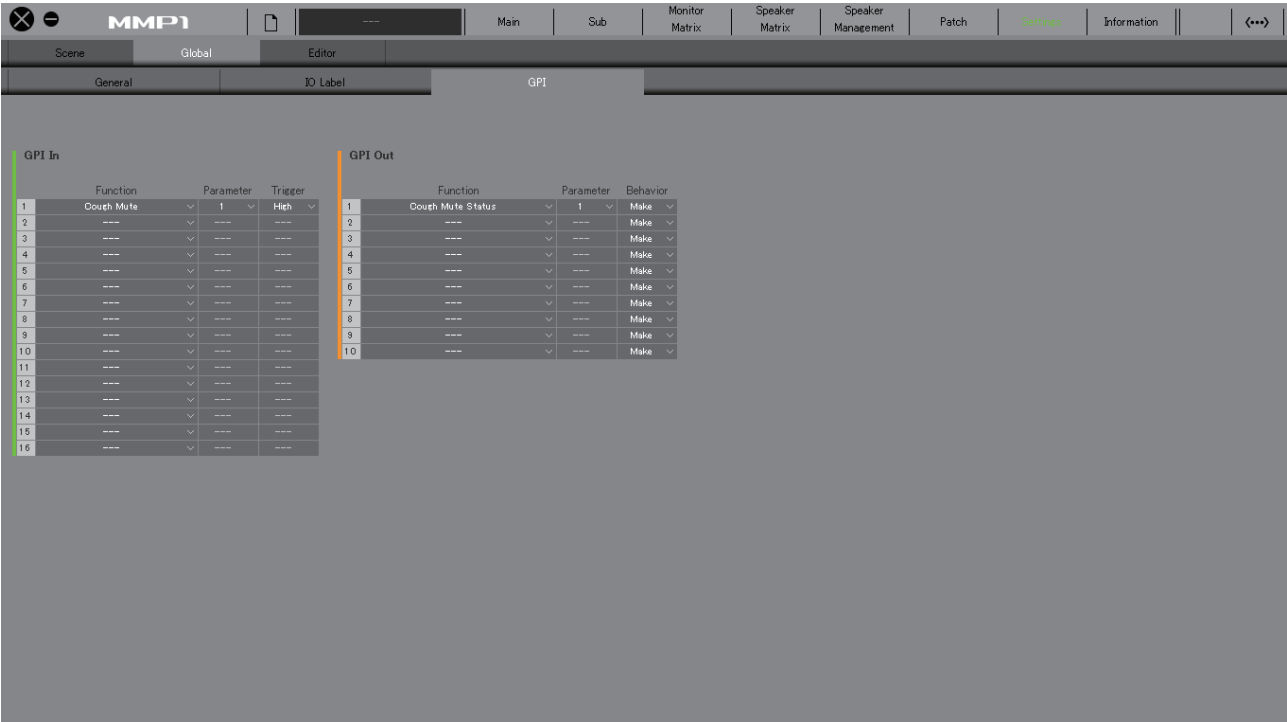 MMP1 --- Main Sub Monitor Matrix Speaker Matrix Speaker Management Patch Information
Scene Global Editor
General IO Label GPI
GPI In GPI Out
Function Parameter Trigger Function Parameter Behavior
1 Cough Mute 1 High 1 Cough Mute Status 1 Make
2 --- --- --- 2 --- --- Make
3 --- --- --- 3 --- --- Make
4 --- --- --- 4 --- --- Make
5 --- --- --- 5 --- --- Make
6 --- --- --- 6 --- --- Make
7 --- --- --- 7 --- --- Make
8 --- --- --- 8 --- --- Make
9 --- --- --- 9 --- --- Make
10 --- --- --- 10 --- --- Make
11 --- --- ---
12 --- --- ---
13 --- --- ---
14 --- --- ---
15 --- --- ---
16 --- --- ---